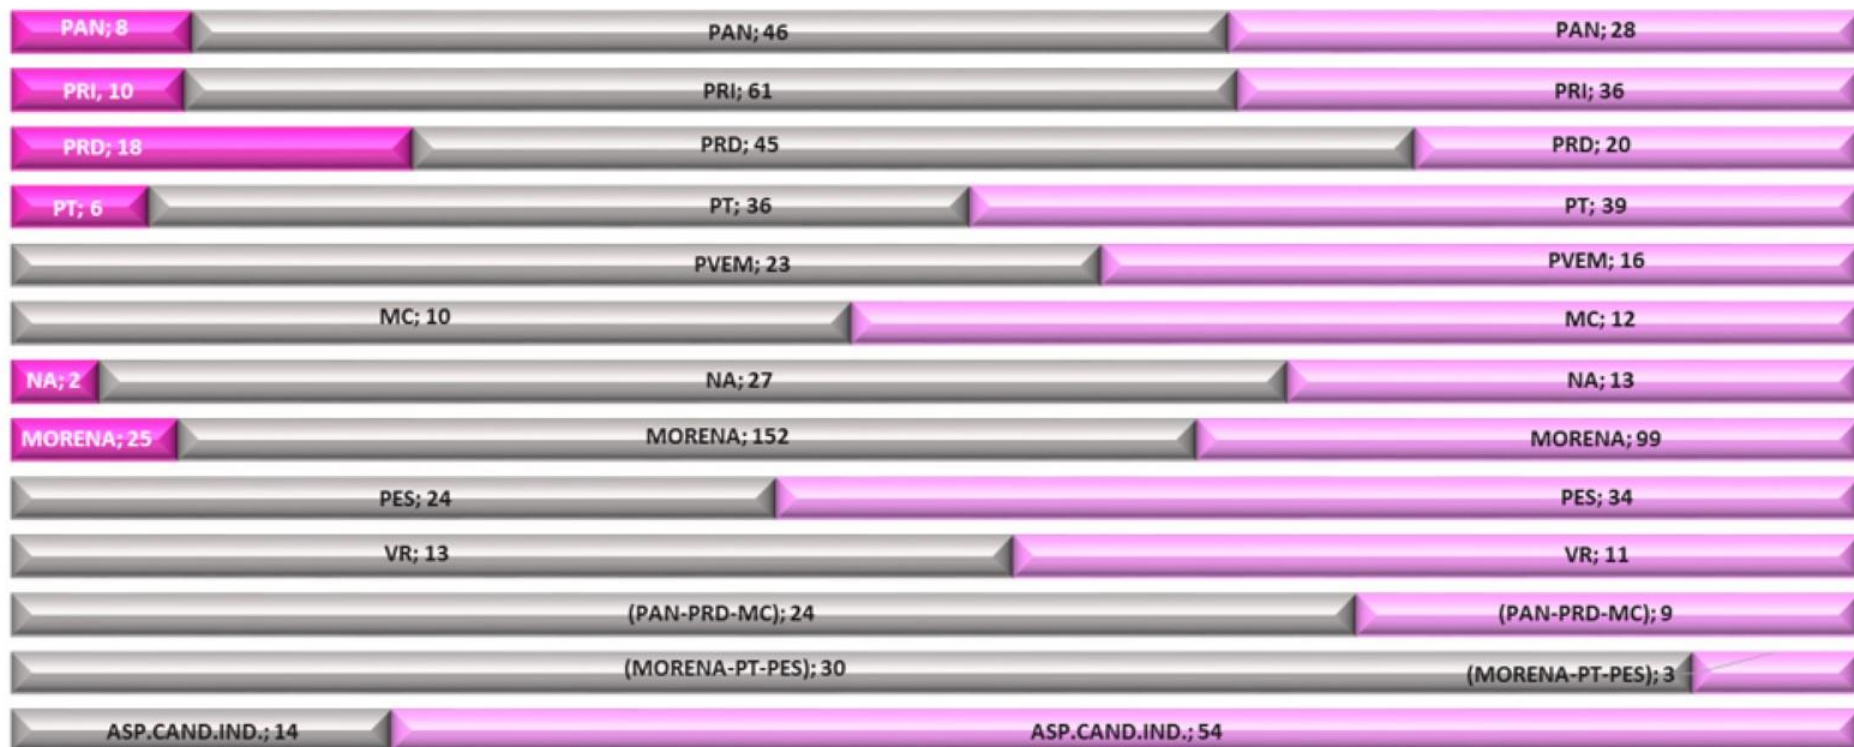 PAN; 8 PAN; 46 PAN; 28
PRI, 10 PRI; 61 PRI; 36
PRD; 18 PRD; 45 PRD; 20
PT; 6 PT; 36 PT; 39
PVEM; 23 PVEM; 16
MC; 10 MC; 12
NA; 2 NA; 27 NA; 13
MORENA; 25 MORENA; 152 MORENA; 99
PES; 24 PES; 34
VR; 13 VR; 11
(PAN-PRD-MC); 24 (PAN-PRD-MC); 9
(MORENA-PT-PES); 30 (MORENA-PT-PES); 3
ASP.CAND.IND.; 14 ASP.CAND.IND.; 54